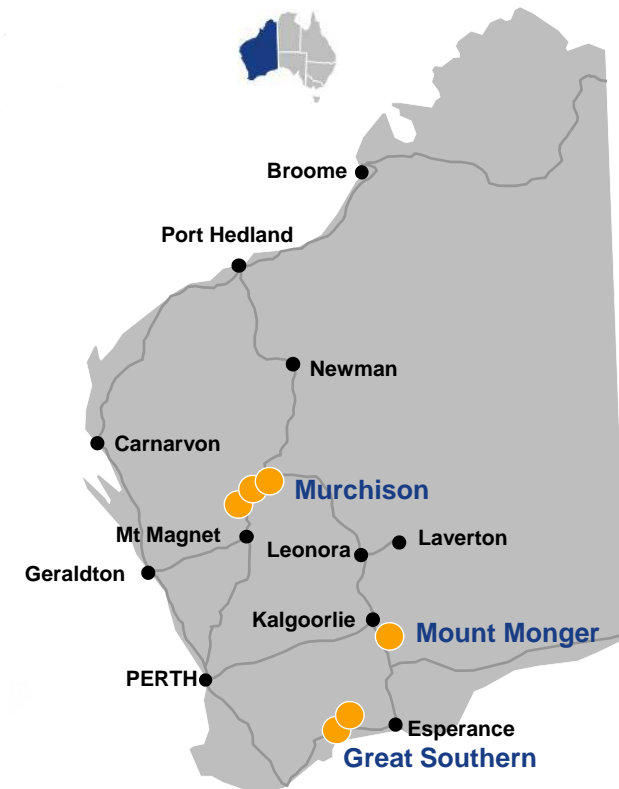 Broome
Port Hedland
Newman
Carnarvon
Murchison
Mt Magnet
Leonora
Laverton
Geraldton
Kalgoorlie
Mount Monger
PERTH
Esperance
Great Southern